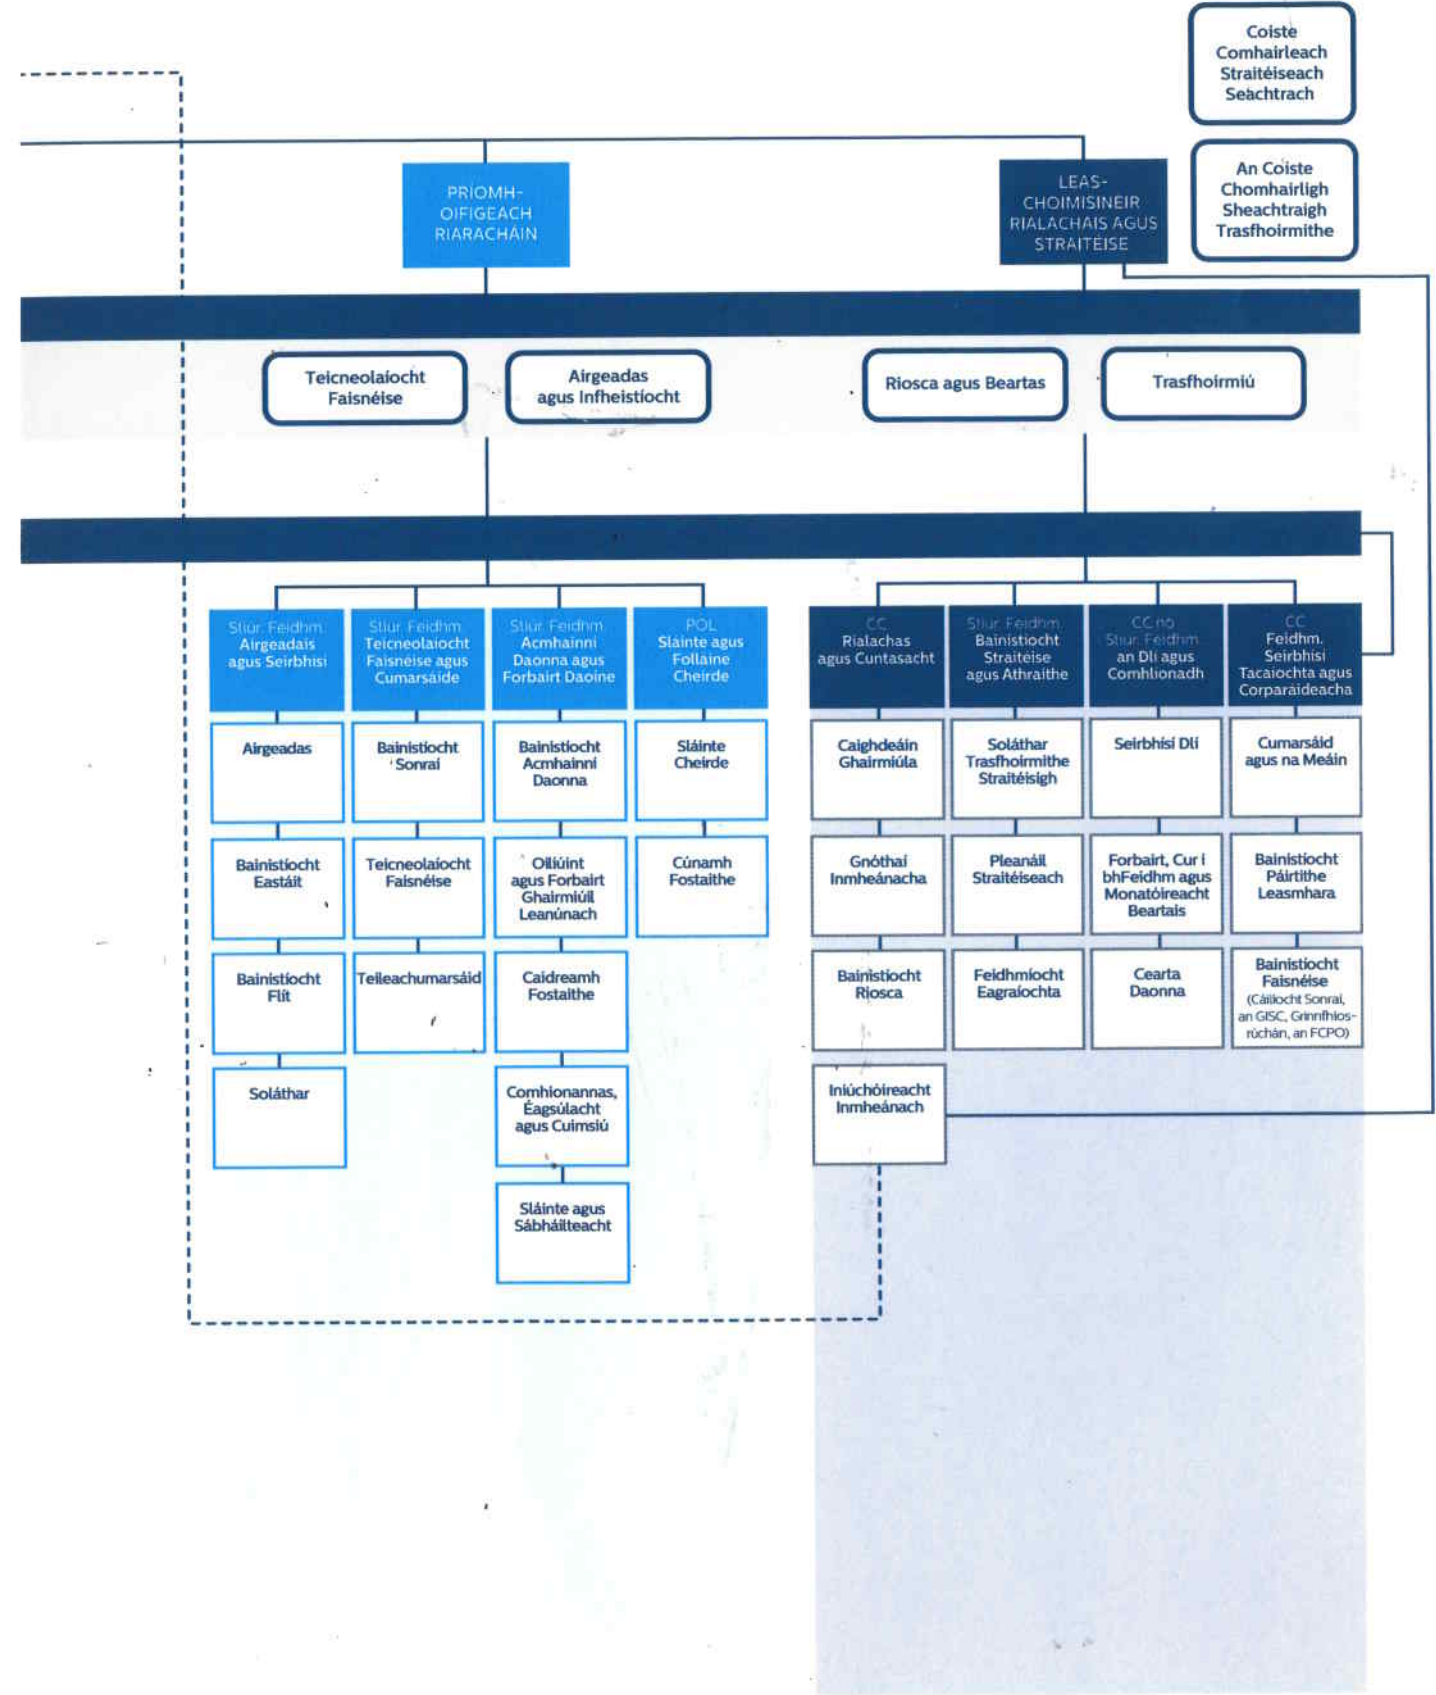 Coiste
Comhairleach
Straitéiseach
Seachtrach
An Coiste
Chomhairligh
Sheachtraigh
Trasfhoirmithe
PRÍOMH-
OIFIGEACH
RIARACHÁIN
LEAS-
CHOIMISINÉIR
RIALACHAIS AGUS
STRAITÉISE
Teicneolaíocht
Faisnéise
Airgeadas
agus Infheistíocht
Riosca agus Beartas
Trasfhoirmiú
Stiúr. Feidhm.
Airgeadais
agus Seirbhísí
Stiúr. Feidhm.
Teicneolaíocht
Faisnéise agus
Cumarsáide
Stiúr. Feidhm.
Acmhainní
Daonna agus
Forbairt Daoine
POL
Sláinte agus
Folláine
Cheirde
CC
Rialachas
agus Cuntasacht
Stiúr. Feidhm.
Bainistíocht
Straitéise
agus Athraithe
CC nó
Stiúr. Feidhm.
an Dlí agus
Comhlíonadh
CC
Feidhm.
Seirbhísí
Tacaíochta agus
Corparáideacha
Airgeadas
Bainistíocht
Eastáit
Bainistíocht
Flít
Soláthar
Bainistíocht
Sonraí
Teicneolaíocht
Faisnéise
Teileachumarsáid
Bainistíocht
Acmhainní
Daonna
Oiliúint
agus Forbairt
Ghairmiúil
Leanúnach
Caidreamh
Fostaithe
Comhionannas,
Éagsúlacht
agus Cuimsiú
Sláinte agus
Sábháilteacht
Sláinte
Cheirde
Cúnamh
Fostaithe
Caighdeáin
Ghairmiúla
Gnóthaí
Inmheánacha
Bainistíocht
Riosca
Iniúchóireacht
Inmheánach
Soláthar
Trasfhoirmithe
Straitéisigh
Pleanáil
Straitéiseach
Feidhmíocht
Eagraíochta
Seirbhísí Dlí
Forbairt, Cur i
bhFeidhm agus
Monatóireacht
Beartais
Cearta
Daonna
Cumarsáid
agus na Meáin
Bainistíocht
Páirtithe
Leasmhara
Bainistíocht
Faisnéise
(Cáilíocht Sonraí,
an GISC, Grinnfhios-
rúchán, an FCPO)